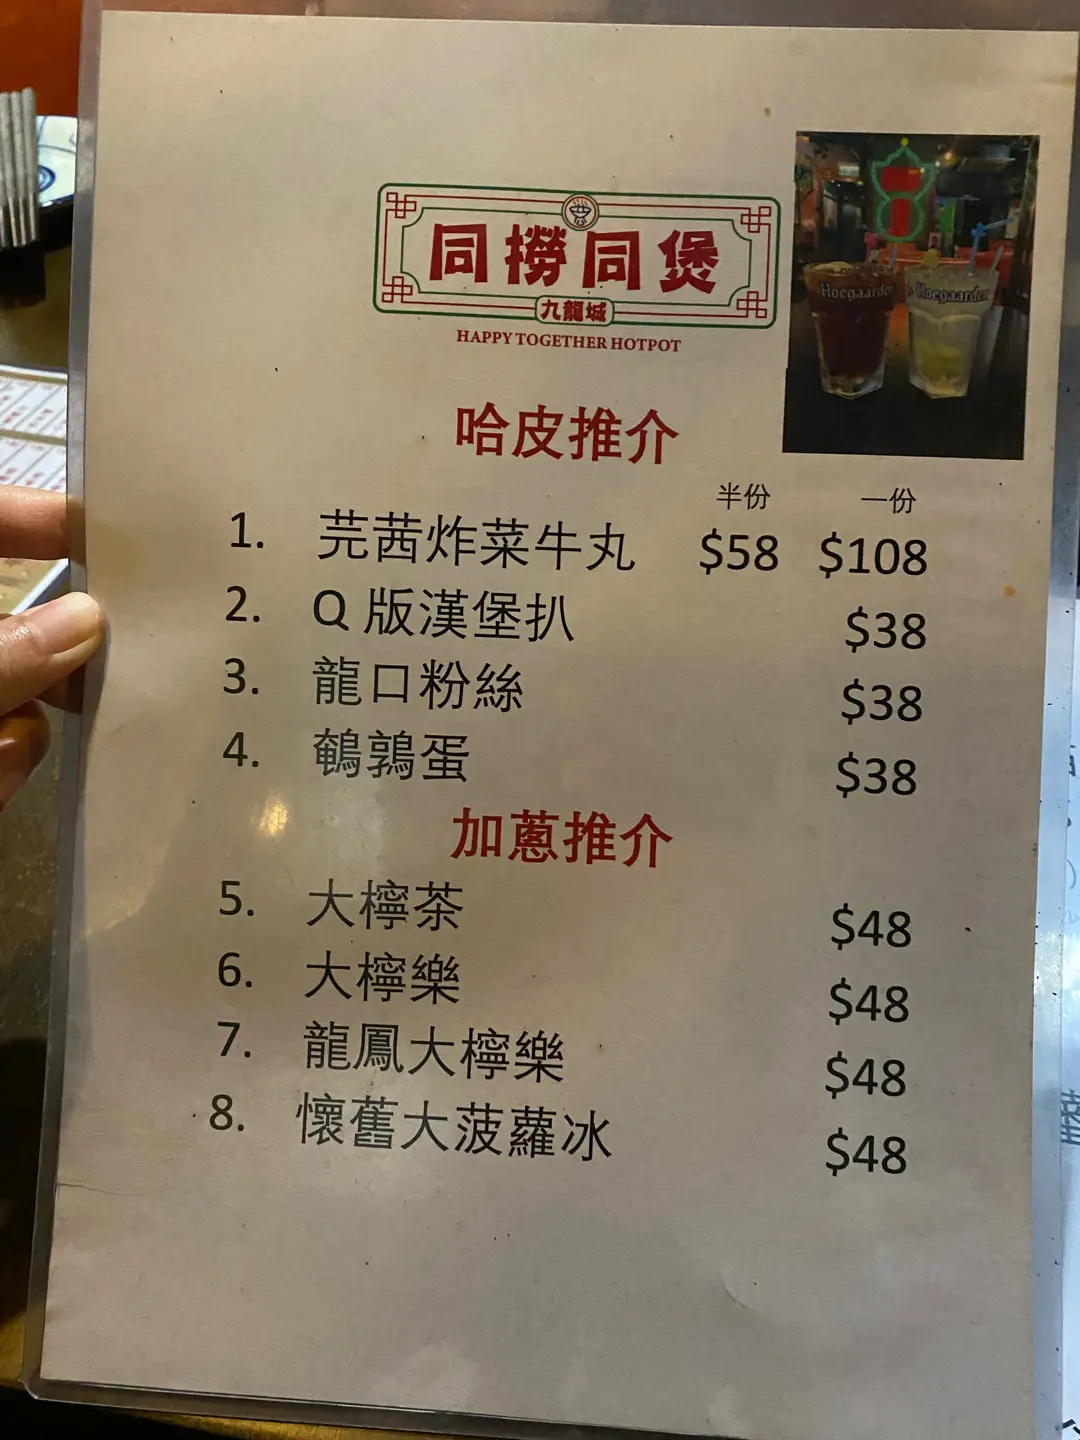 同撈同煲
九龍城
HAPPY TOGETHER HOTPOT
Hoegaarden
Hoegaarden
哈皮推介
半份 一份
1. 芫茜炸菜牛丸 $58 $108
2. Q 版漢堡扒 $38
3. 龍口粉絲 $38
4. 鵪鶉蛋 $38
加蔥推介
5. 大檸茶 $48
6. 大檸樂 $48
7. 龍鳳大檸樂 $48
8. 懷舊大菠蘿冰 $48